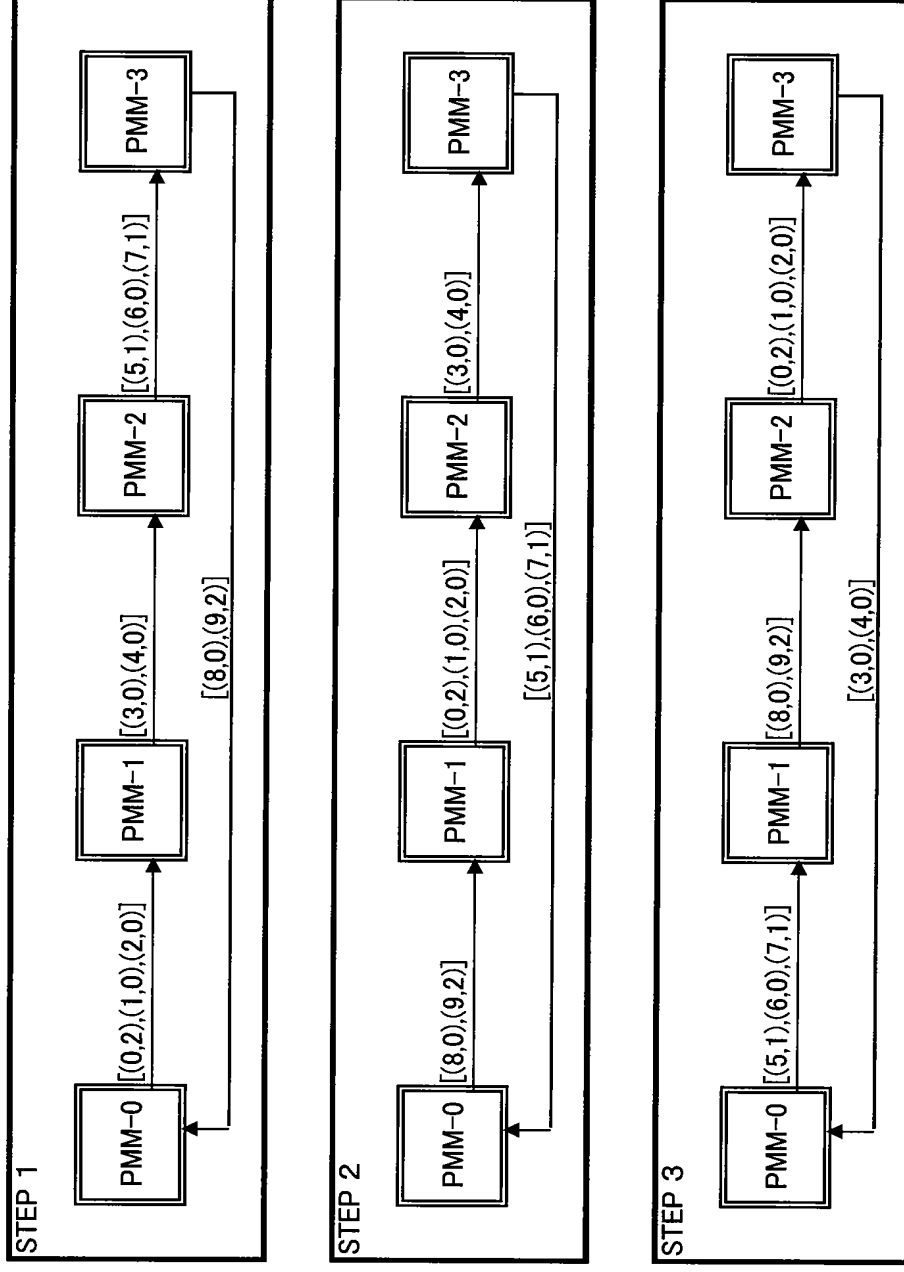 STEP 1
PMM-0
[(0,2),(1,0),(2,0)]
PMM-1
[(3,0),(4,0)]
PMM-2
[(5,1),(6,0),(7,1)]
PMM-3
[(8,0),(9,2)]
STEP 2
PMM-0
[(8,0),(9,2)]
PMM-1
[(0,2),(1,0),(2,0)]
PMM-2
[(3,0),(4,0)]
PMM-3
[(5,1),(6,0),(7,1)]
STEP 3
PMM-0
[(5,1),(6,0),(7,1)]
PMM-1
[(8,0),(9,2)]
PMM-2
[(0,2),(1,0),(2,0)]
PMM-3
[(3,0),(4,0)]